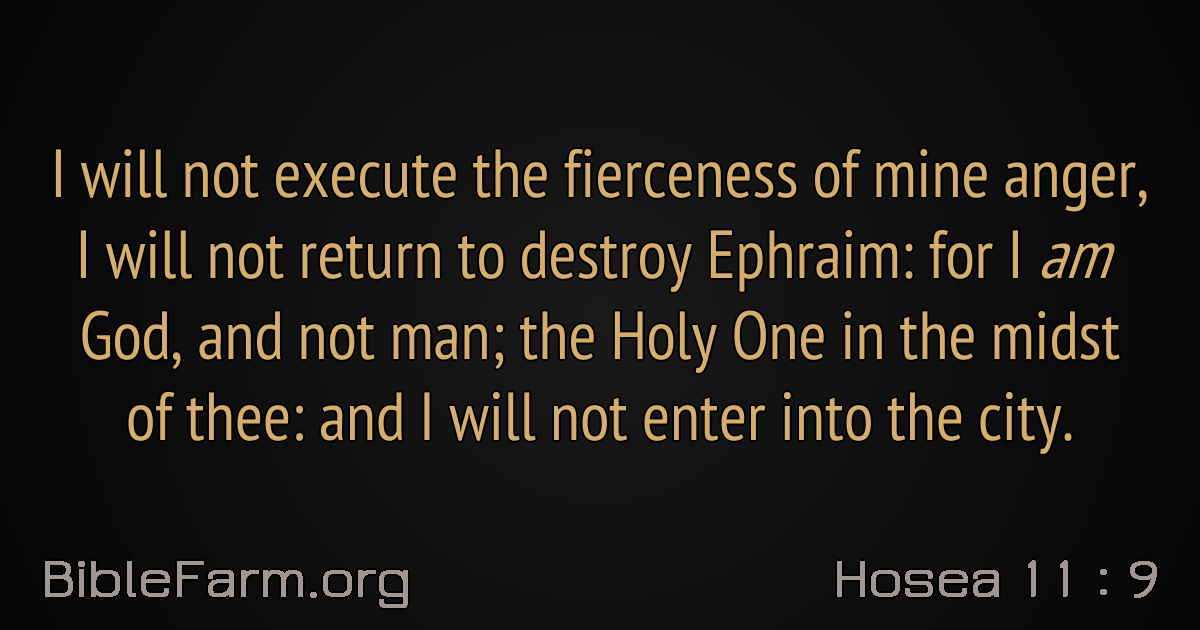 I will not execute the fierceness of mine anger,
I will not return to destroy Ephraim: for I am
God, and not man; the Holy One in the midst
of thee: and I will not enter into the city.
BibleFarm.org
Hosea 11 : 9